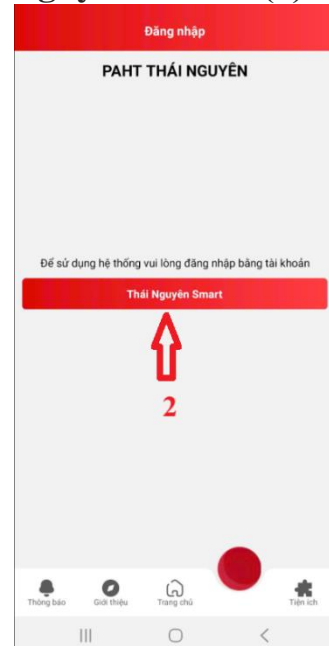 Đăng nhập
PAHT THÁI NGUYÊN
Để sử dụng hệ thống vui lòng đăng nhập bằng tài khoản
Thái Nguyên Smart
2
Thông báo
Giới thiệu
Trang chủ
Tiện ích